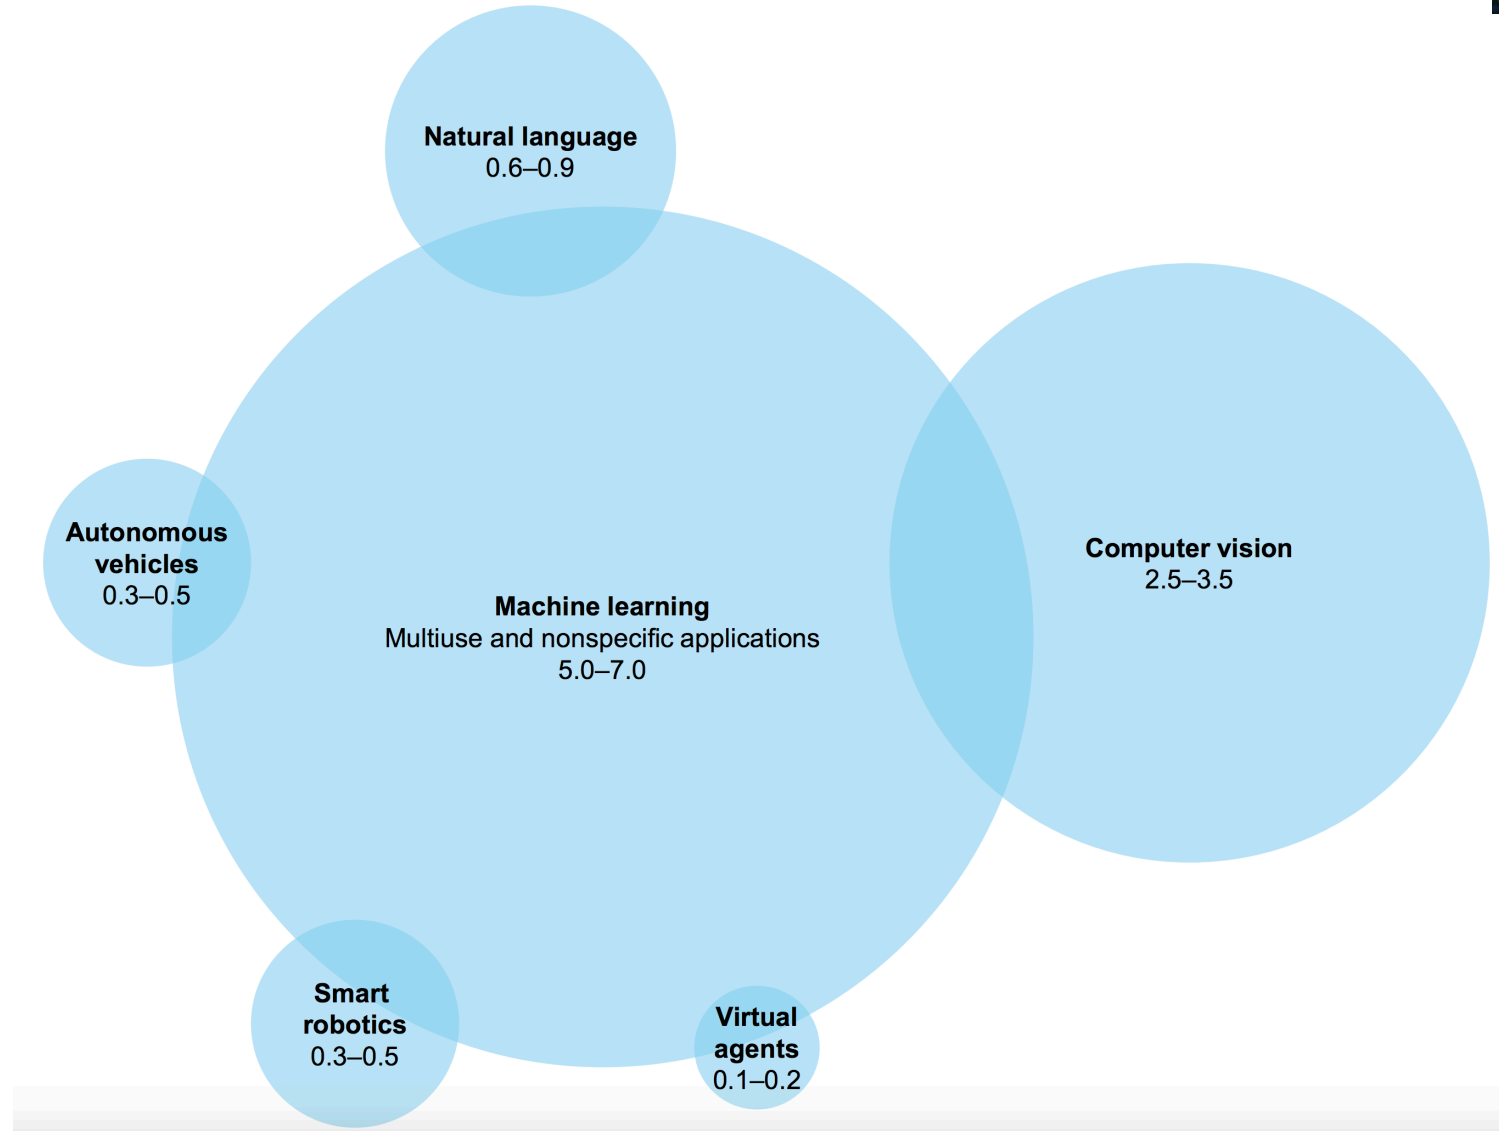 Natural language
0.6–0.9
Autonomous
vehicles
0.3–0.5
Machine learning
Multiuse and nonspecific applications
5.0–7.0
Computer vision
2.5–3.5
Smart
robotics
0.3–0.5
Virtual
agents
0.1–0.2